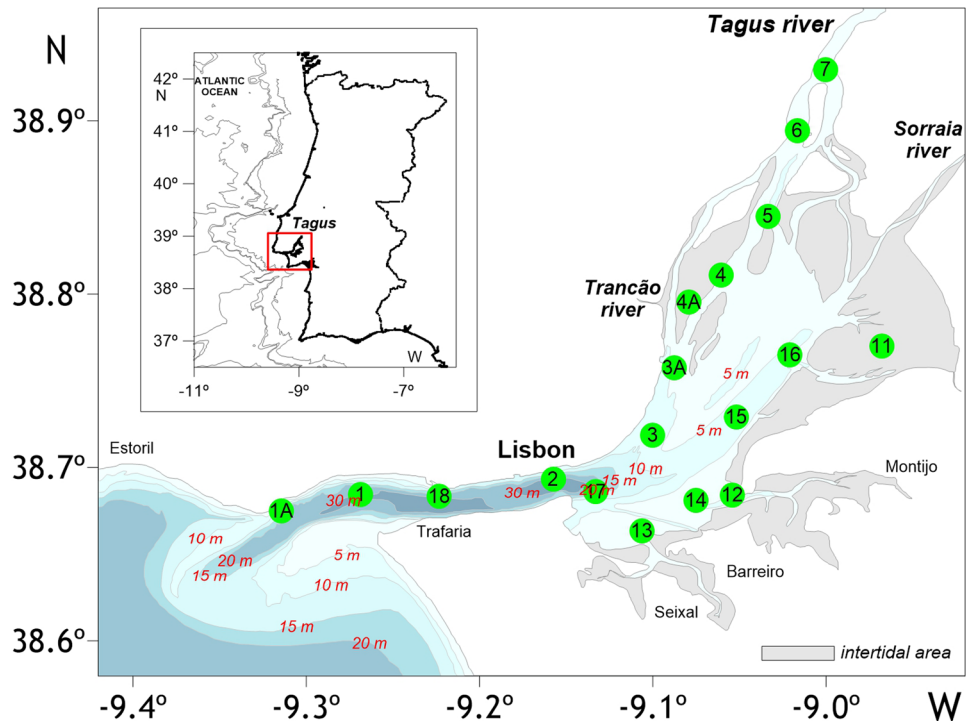 Tagus river
N
42º
ATLANTIC
OCEAN
N
41º
40º
Tagus
39º
38º
37º
W
-11º
-9º
-7º
7
38.9º
6
Sorraia
river
5
4
38.8º
Trancão
river
4A
11
16
3A
5 m
15
5 m
3
Estoril
Lisbon
38.7º
10 m
15 m
20 m
Montijo
2
17
30 m
1
30 m
18
1A
14
12
Trafaria
13
10 m
20 m
15 m
5 m
10 m
Barreiro
Seixal
15 m
20 m
38.6º
intertidal area
-9.4º
-9.3º
-9.2º
-9.1º
-9.0º
W